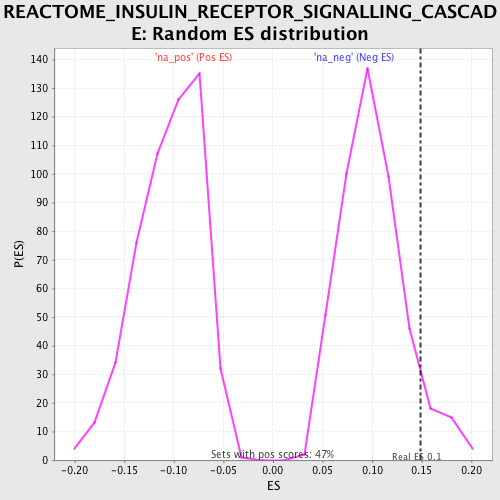 REACTOME_INSULIN_RECEPTOR_SIGNALLING_CASCAD
E: Random ES distribution
'na_pos' (Pos ES) 'na_neg' (Neg ES)
140
130
120
110
100
90
80
70
60
50
40
30
20
10
0
P(ES)
Sets with pos scores: 47%
Real ES 0.1
-0.20 -0.15 -0.10 -0.05 0.00 0.05 0.10 0.15 0.20
ES